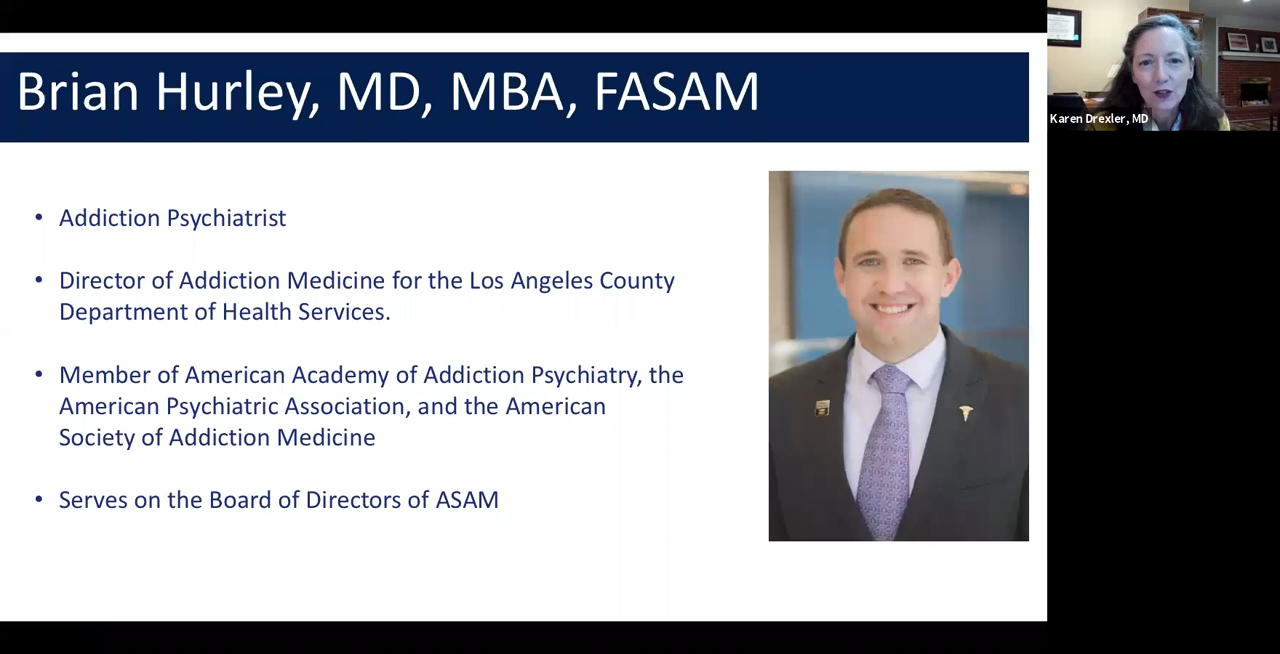 Brian Hurley, MD, MBA, FASAM
• Addiction Psychiatrist
• Director of Addiction Medicine for the Los Angeles County
Department of Health Services.
• Member of American Academy of Addiction Psychiatry, the
American Psychiatric Association, and the American
Society of Addiction Medicine
• Serves on the Board of Directors of ASAM
Karen Drexler, MD